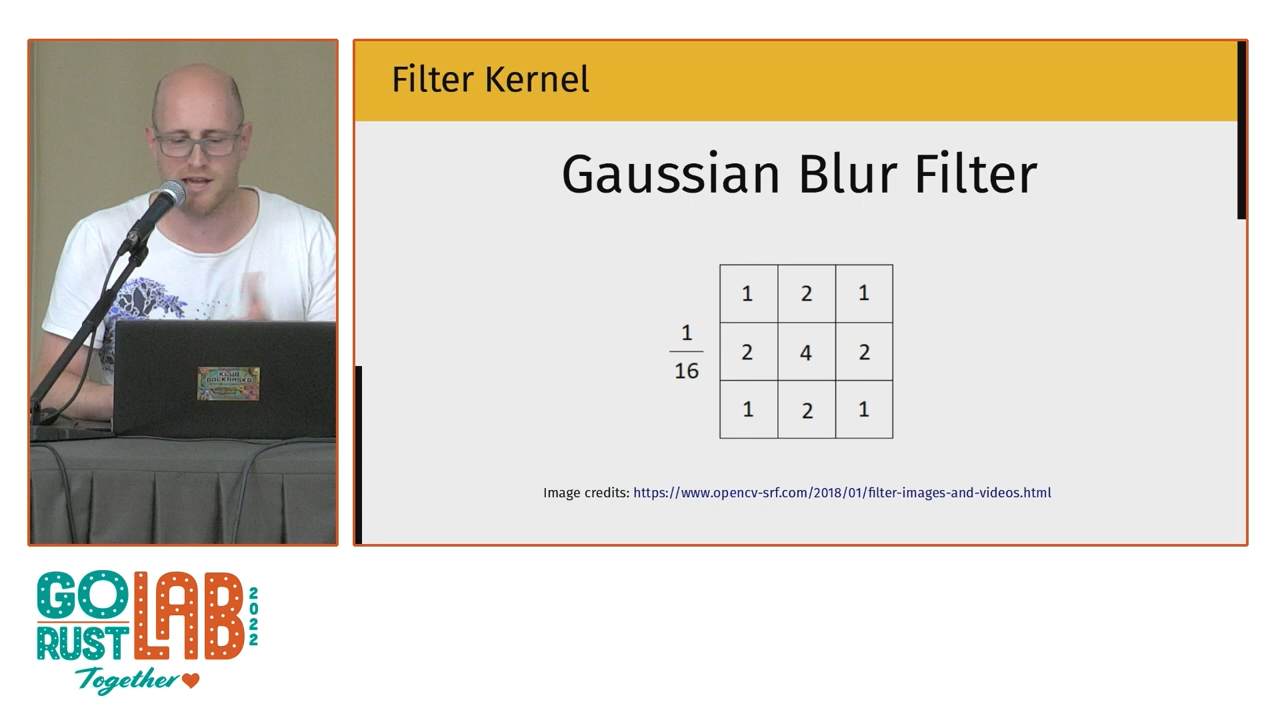 Filter Kernel
Gaussian Blur Filter
1 2 1
1
16
2 4 2
1 2 1
Image credits: https://www.opencv-srf.com/2018/01/filter-images-and-videos.html
GO LAB 2022
RUST
Together